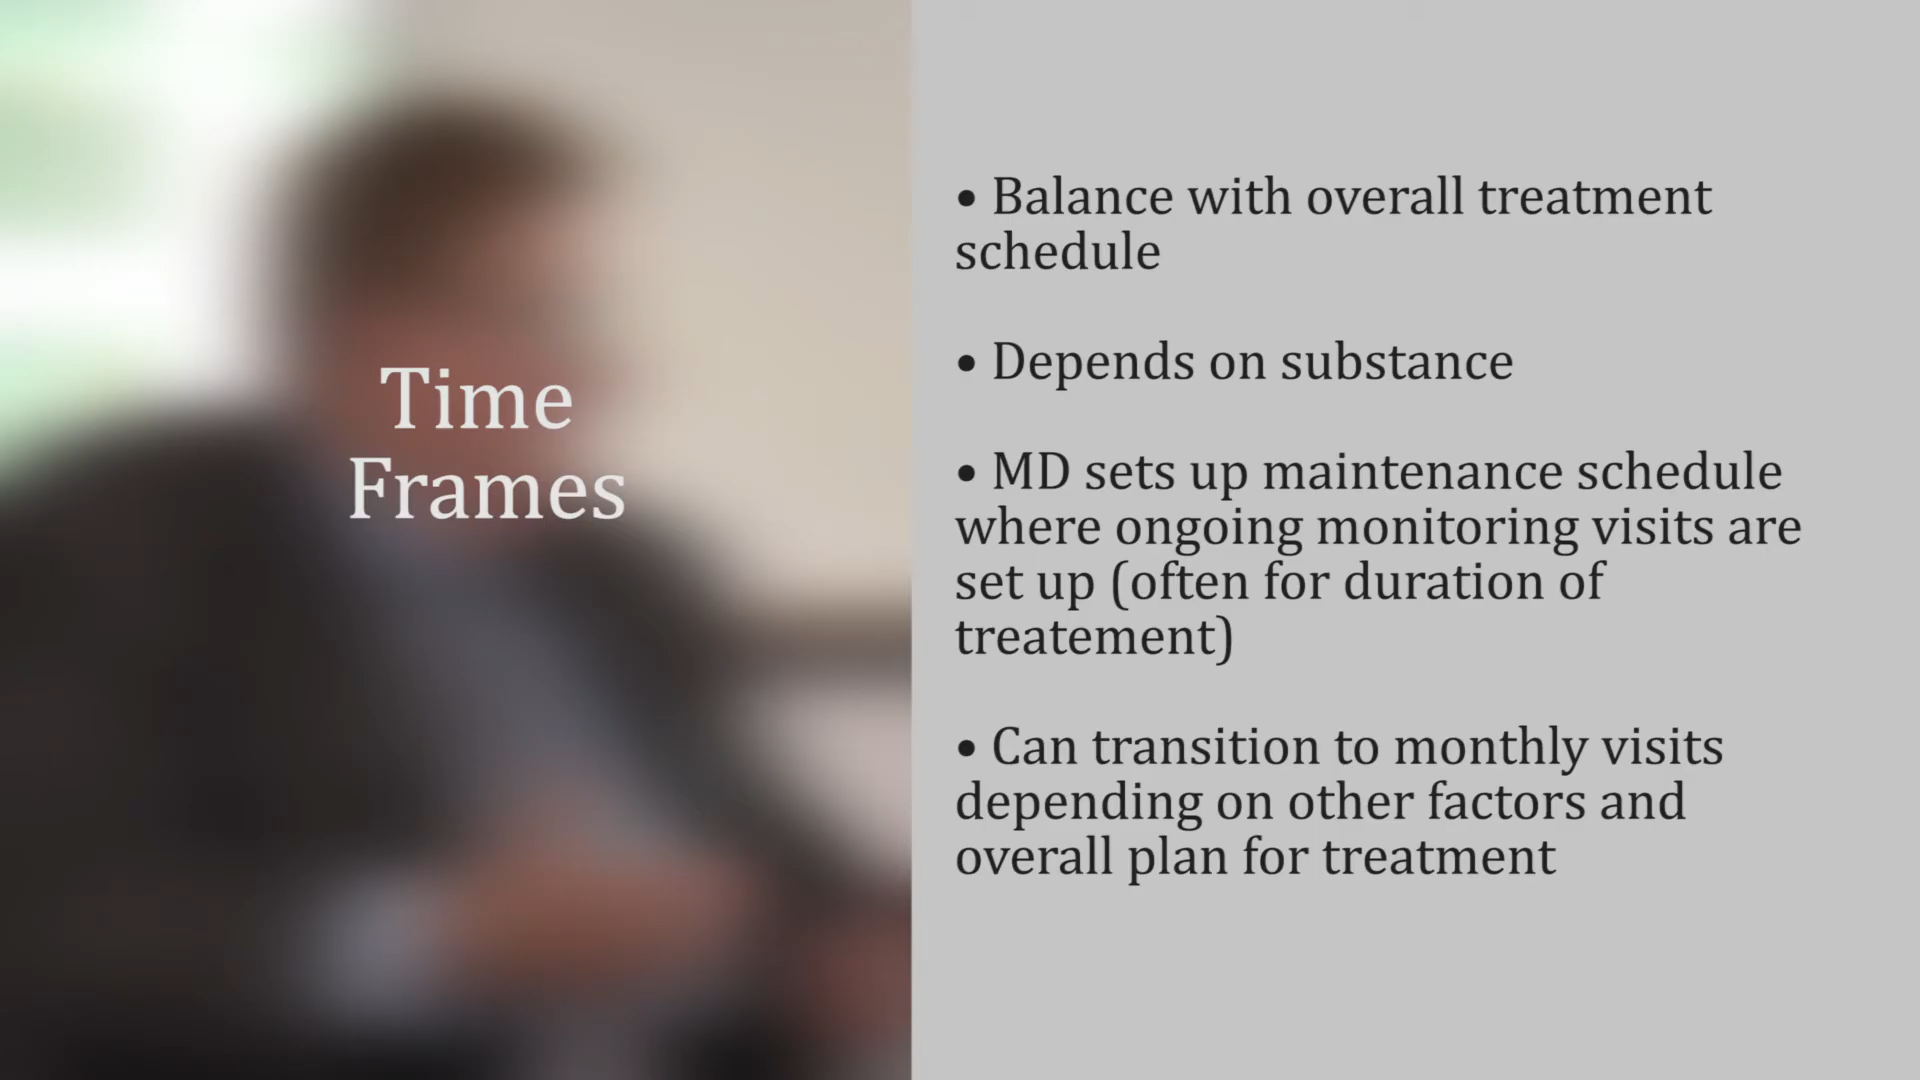 Time
Frames
• Balance with overall treatment
schedule
• Depends on substance
• MD sets up maintenance schedule
where ongoing monitoring visits are
set up (often for duration of
treatement)
• Can transition to monthly visits
depending on other factors and
overall plan for treatment